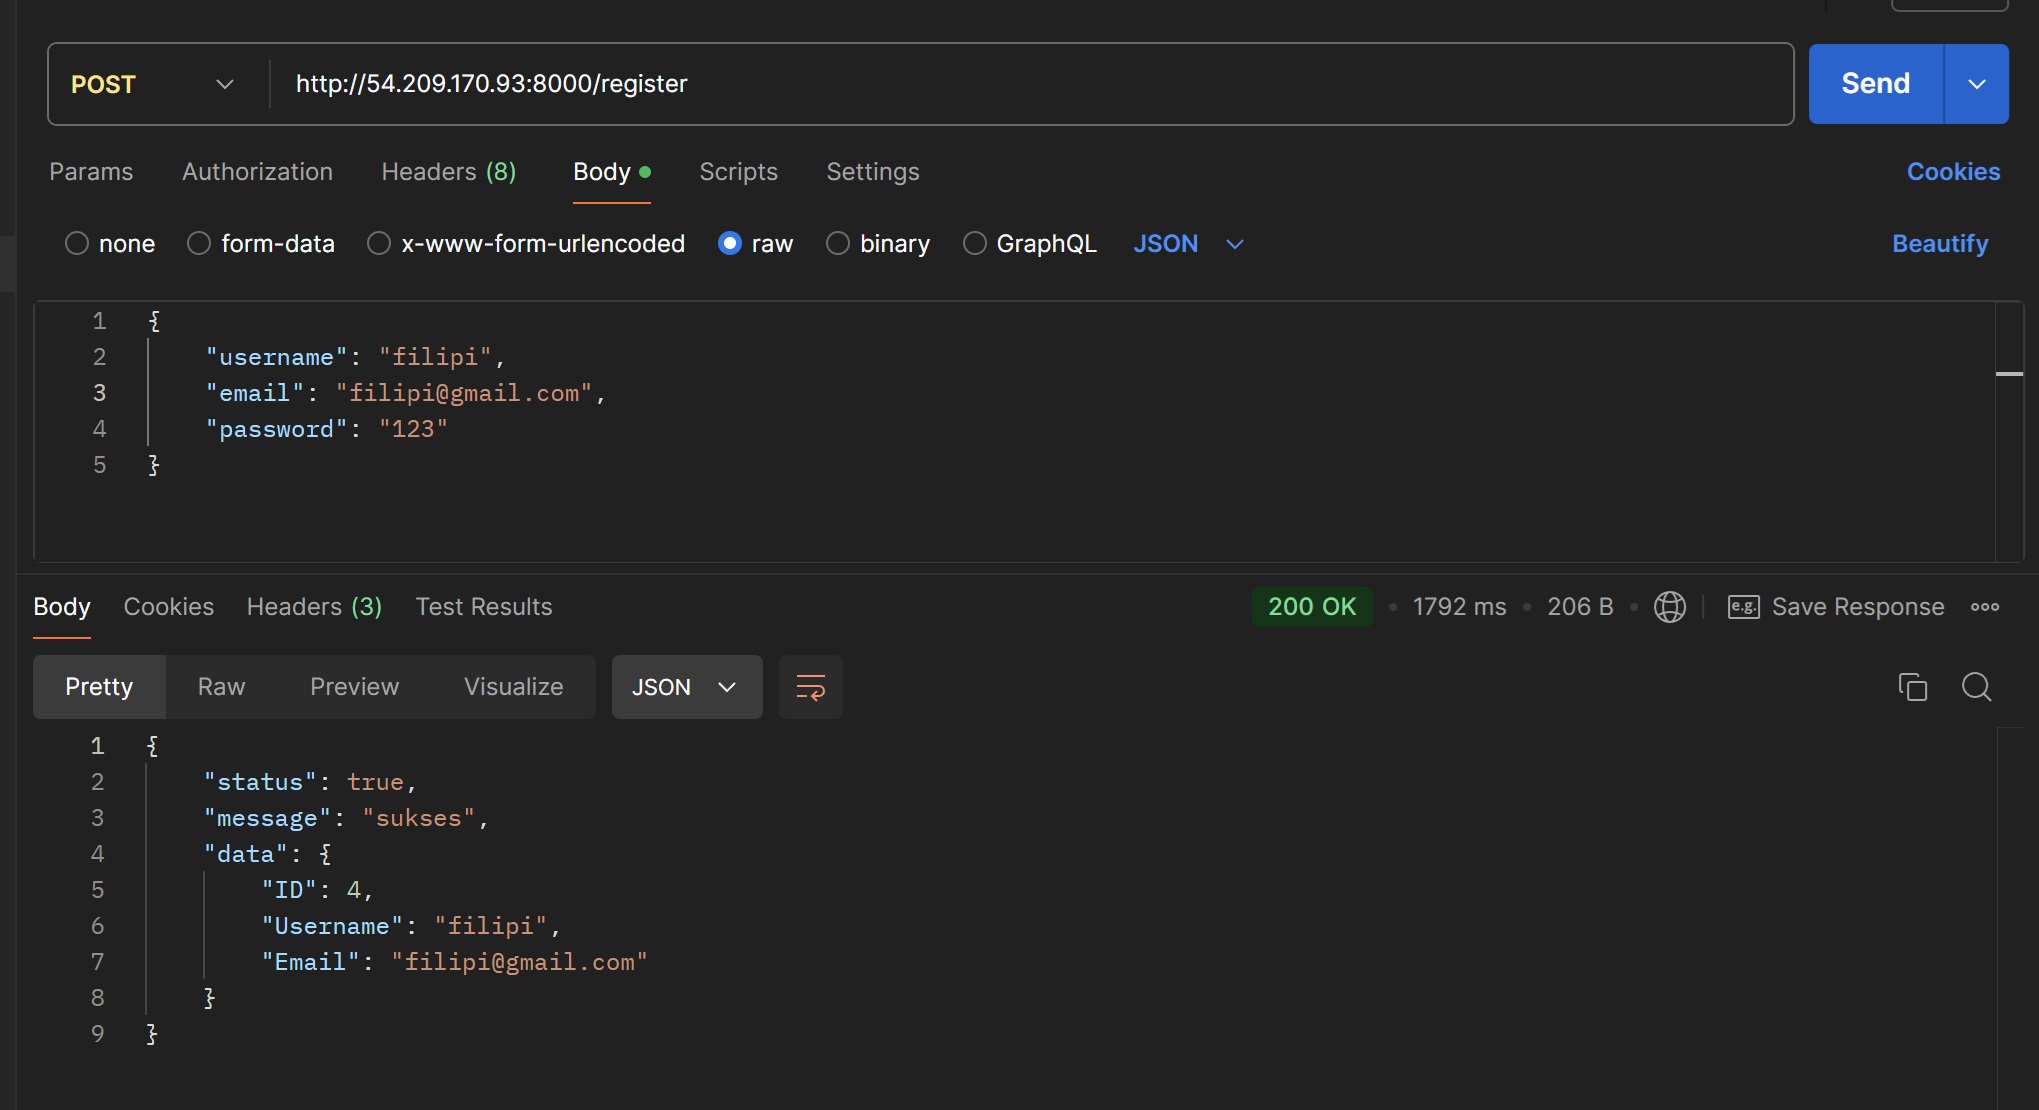 POST http://54.209.170.93:8000/register Send
Params Authorization Headers (8) Body Scripts Settings Cookies
none form-data x-www-form-urlencoded raw binary GraphQL JSON Beautify
1 {
2 "username": "filipi",
3 "email": "filipi@gmail.com",
4 "password": "123"
5 }
Body Cookies Headers (3) Test Results 200 OK 1792 ms 206 B e.g. Save Response
Pretty Raw Preview Visualize JSON
1 {
2 "status": true,
3 "message": "sukses",
4 "data": {
5 "ID": 4,
6 "Username": "filipi",
7 "Email": "filipi@gmail.com"
8 }
9 }